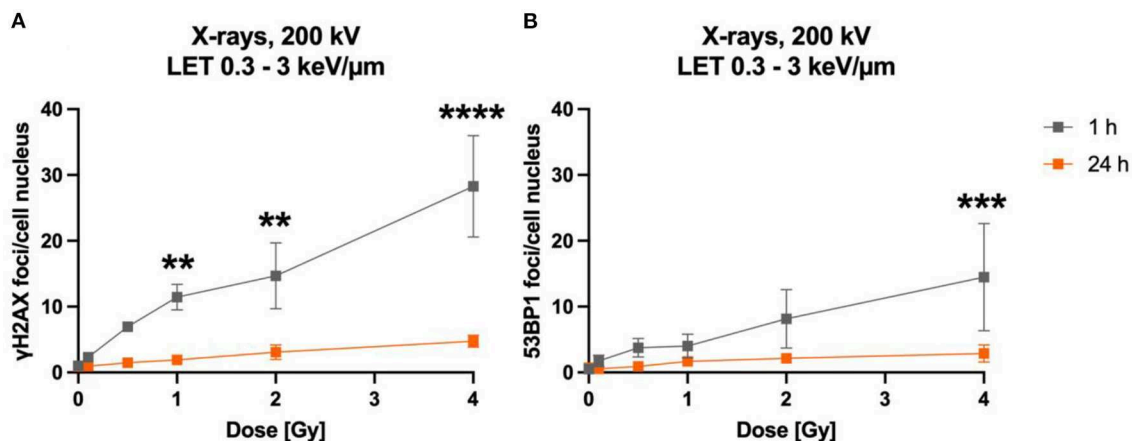 A
X-rays, 200 kV
LET 0.3 - 3 keV/µm
γH2AX foci/cell nucleus
40
30
20
10
0
**
**
****
0
1
2
3
4
Dose [Gy]
B
X-rays, 200 kV
LET 0.3 - 3 keV/µm
53BP1 foci/cell nucleus
40
30
20
10
0
***
0
1
2
3
4
Dose [Gy]
1 h
24 h